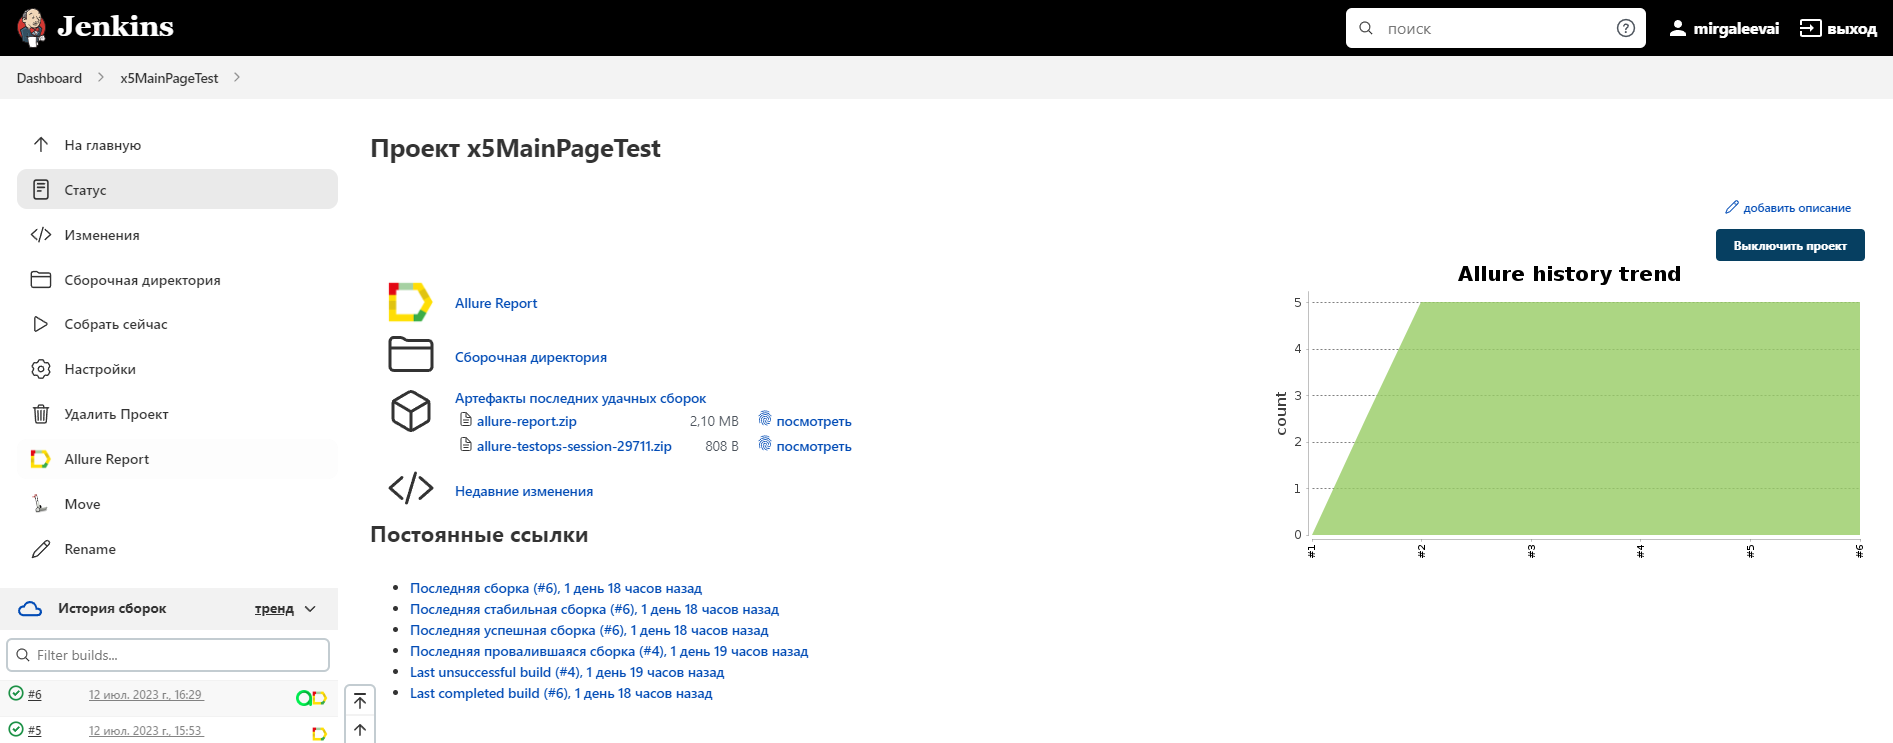 Jenkins
поиск
mirgaleevai
выход
Dashboard
x5MainPageTest
На главную
Статус
Изменения
Сборочная директория
Собрать сейчас
Настройки
Удалить Проект
Allure Report
Move
Rename
История сборок
тренд
Filter builds...
#6
12 июл. 2023 г., 16:29
#5
12 июл. 2023 г., 15:53
Проект x5MainPageTest
добавить описание
Выключить проект
Allure Report
Сборочная директория
Артефакты последних удачных сборок
allure-report.zip 2,10 MB посмотреть
allure-testops-session-29711.zip 808 B посмотреть
Недавние изменения
Постоянные ссылки
Последняя сборка (#6), 1 день 18 часов назад
Последняя стабильная сборка (#6), 1 день 18 часов назад
Последняя успешная сборка (#6), 1 день 18 часов назад
Последняя провалившаяся сборка (#4), 1 день 19 часов назад
Last unsuccessful build (#4), 1 день 19 часов назад
Last completed build (#6), 1 день 18 часов назад
Allure history trend
count
5
4
3
2
1
0
#1 #2 #3 #4 #5 #6